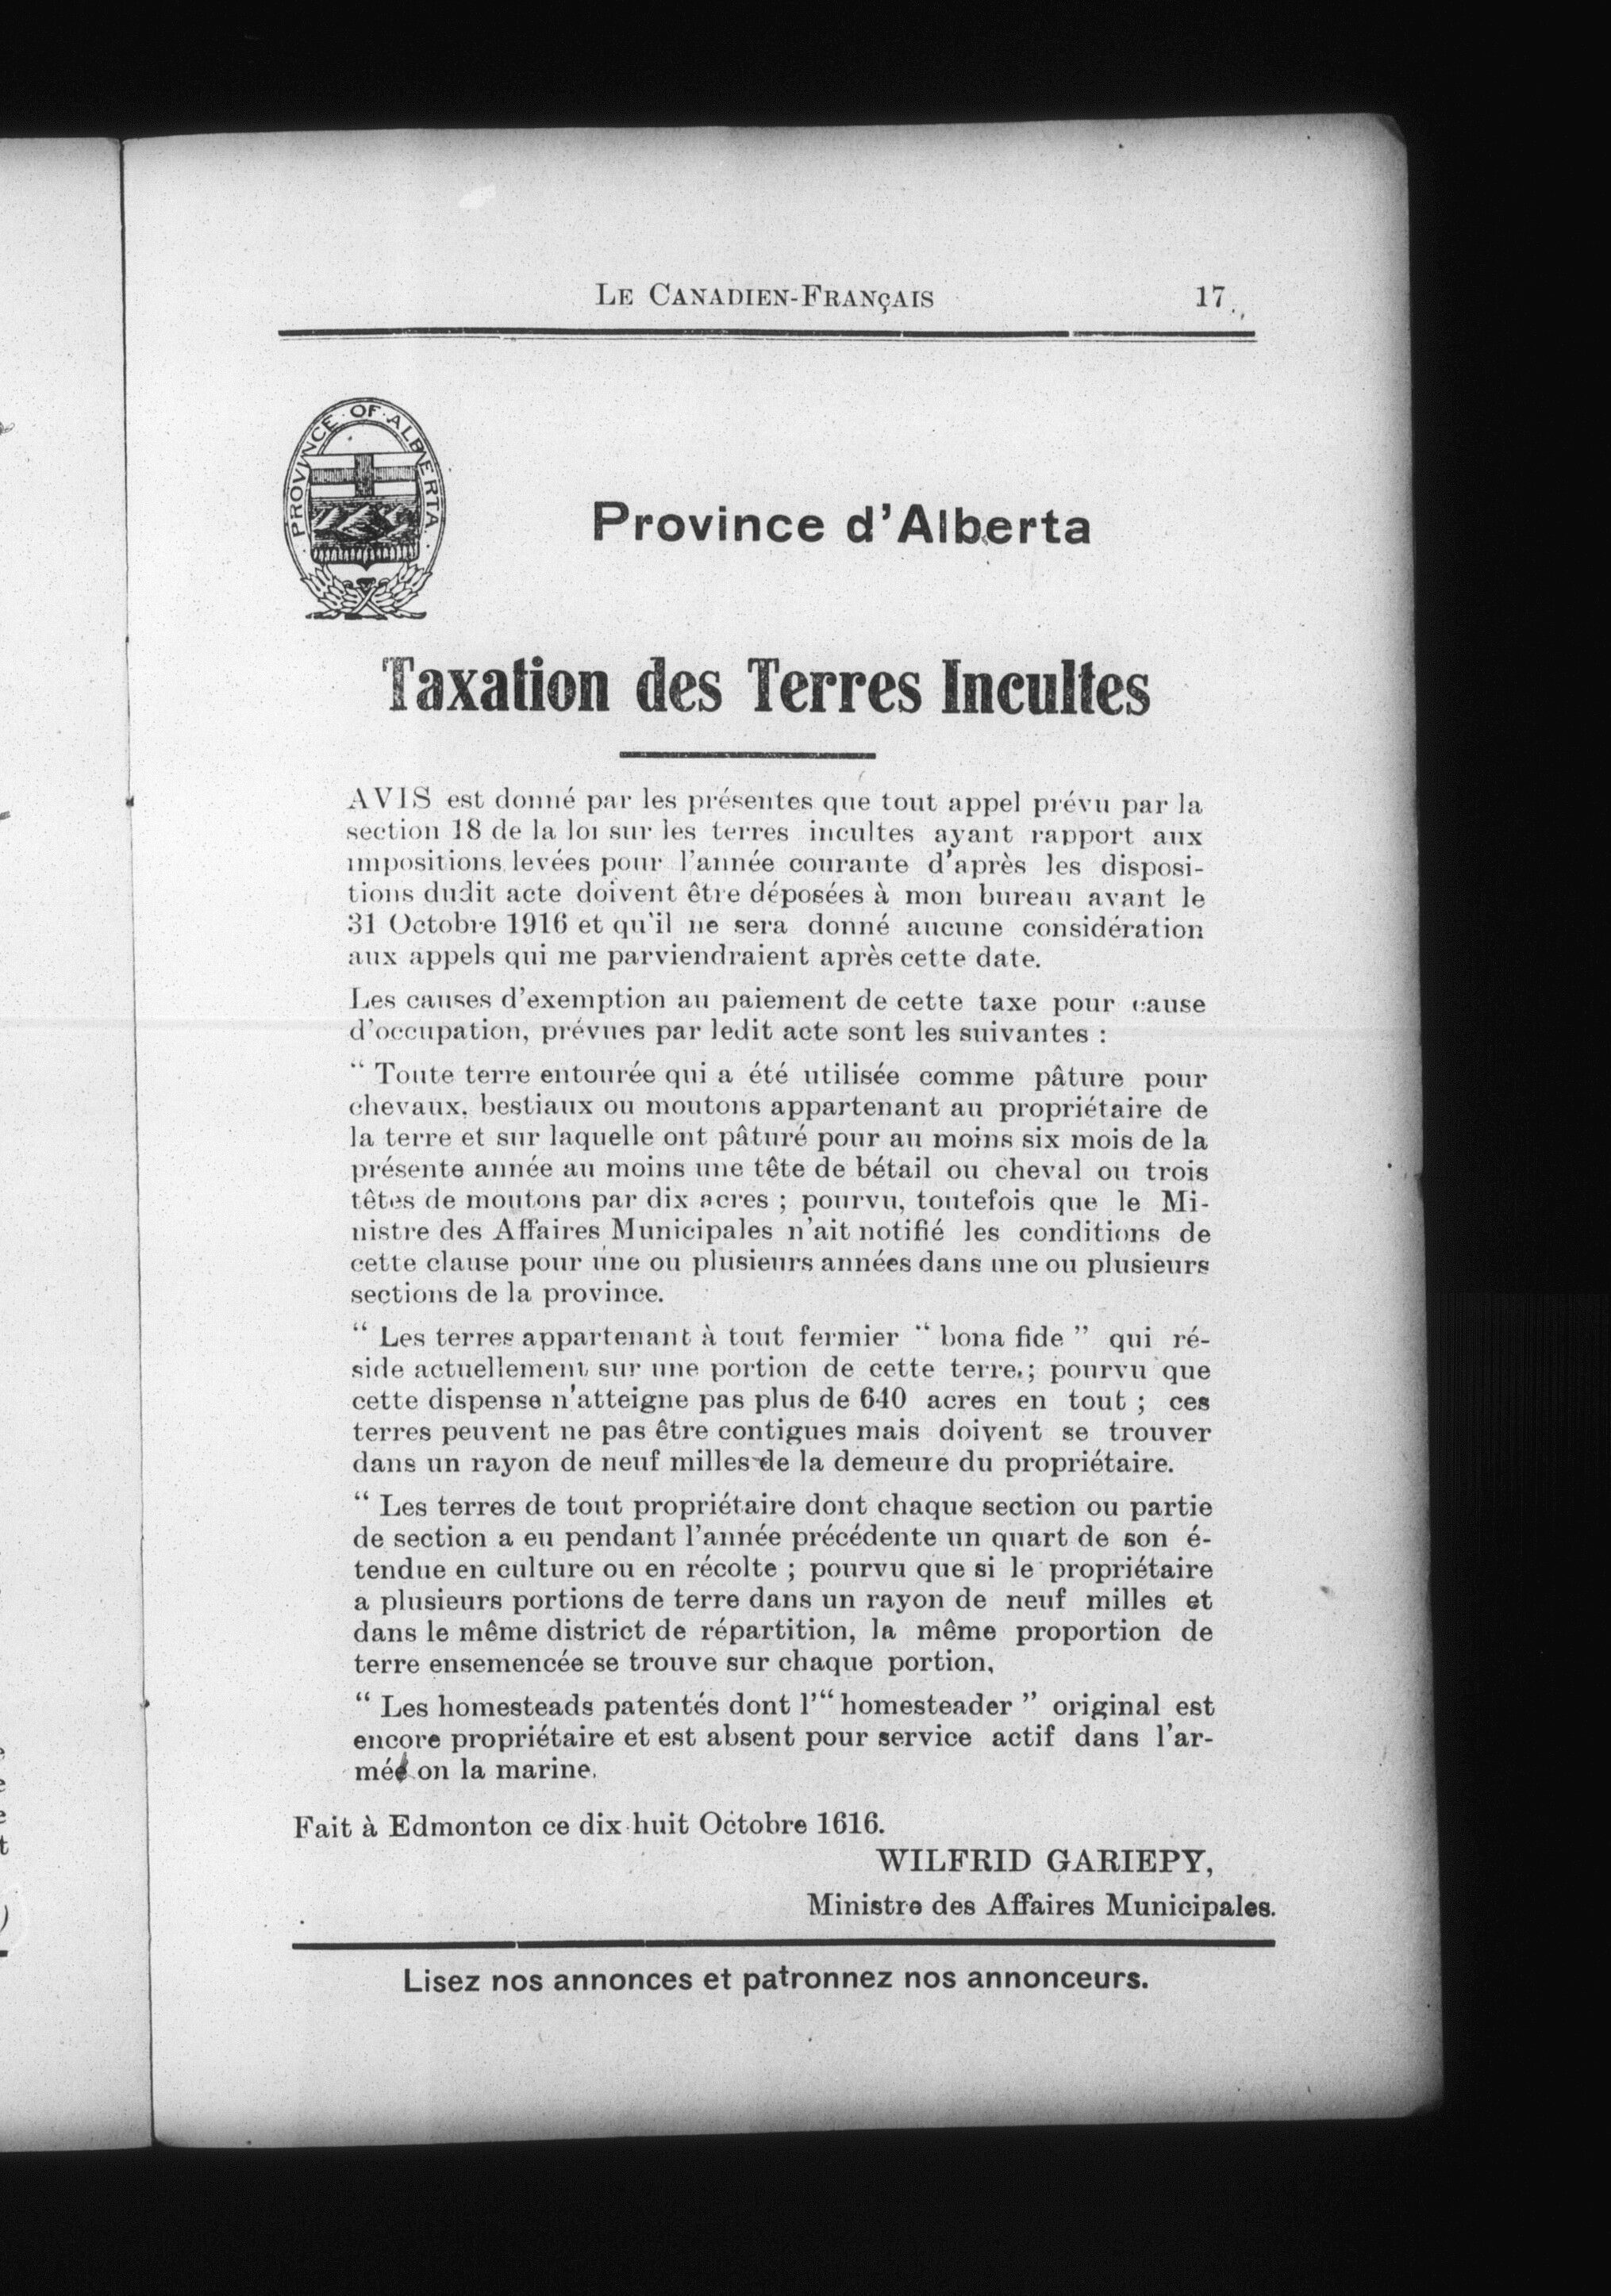 LE CANADIEN-FRANÇAIS 17
PROVINCE OF ALBERTA
Province d'Alberta
Taxation des Terres Incultes
AVIS est donné par les présentes que tout appel prévu par la
section 18 de la loi sur les terres incultes ayant rapport aux
impositions levées pour l'année courante d'après les disposi-
tions dudit acte doivent être déposées à mon bureau avant le
31 Octobre 1916 et qu'il ne sera donné aucune considération
aux appels qui me parviendraient après cette date.
Les causes d'exemption au paiement de cette taxe pour cause
d'occupation, prévues par ledit acte sont les suivantes :
“ Toute terre entourée qui a été utilisée comme pâture pour
chevaux, bestiaux ou moutons appartenant au propriétaire de
la terre et sur laquelle ont pâturé pour au moins six mois de la
présente année au moins une tête de bétail ou cheval ou trois
têtes de moutons par dix acres ; pourvu, toutefois que le Mi-
nistre des Affaires Municipales n'ait notifié les conditions de
cette clause pour une ou plusieurs années dans une ou plusieurs
sections de la province.
“ Les terres appartenant à tout fermier “ bona fide ” qui ré-
side actuellement sur une portion de cette terre ; pourvu que
cette dispense n'atteigne pas plus de 640 acres en tout ; ces
terres peuvent ne pas être contigues mais doivent se trouver
dans un rayon de neuf milles de la demeure du propriétaire.
“ Les terres de tout propriétaire dont chaque section ou partie
de section a eu pendant l'année précédente un quart de son é-
tendue en culture ou en récolte ; pourvu que si le propriétaire
a plusieurs portions de terre dans un rayon de neuf milles et
dans le même district de répartition, la même proportion de
terre ensemencée se trouve sur chaque portion,
“ Les homesteads patentés dont l'“ homesteader ” original est
encore propriétaire et est absent pour service actif dans l'ar-
mée on la marine.
Fait à Edmonton ce dix huit Octobre 1616.
WILFRID GARIEPY,
Ministre des Affaires Municipales.
Lisez nos annonces et patronnez nos annonceurs.